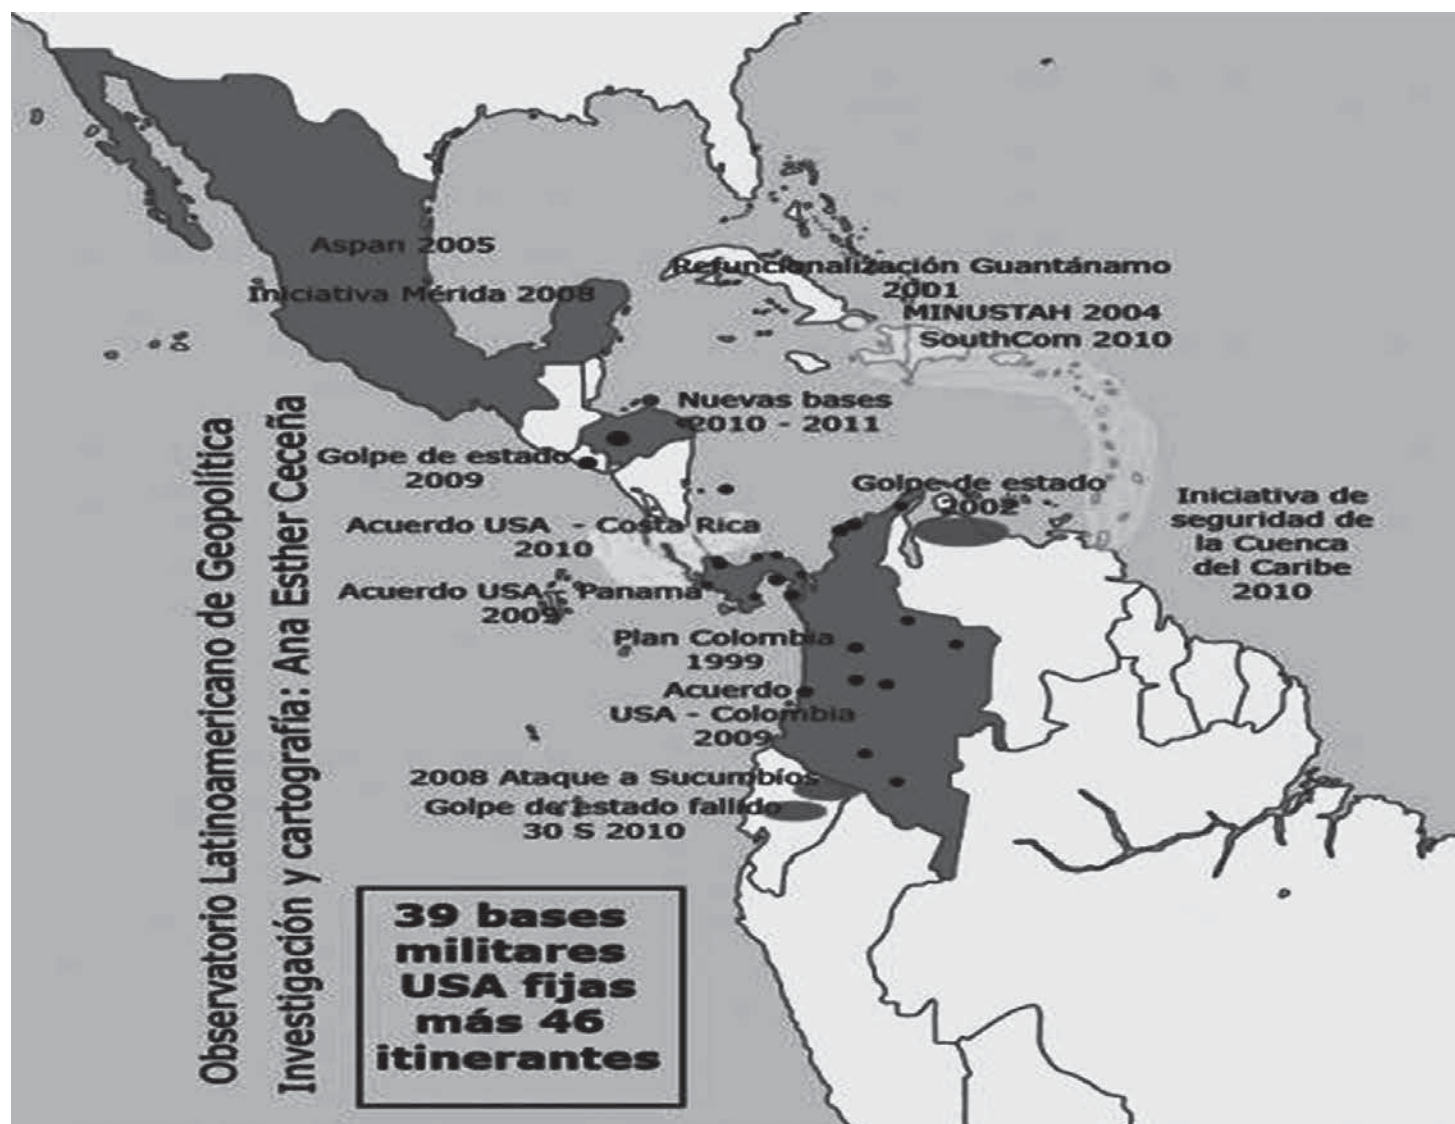 Aspan 2005
Iniciativa Mérida 2008
Refuncionalización Guantánamo
2001
MINUSTAH 2004
SouthCom 2010
Nuevas bases
2010 - 2011
Golpe de estado
2009
Golpe de estado
2002
Acuerdo USA - Costa Rica
2010
Iniciativa de
seguridad de
la Cuenca
del Caribe
2010
Acuerdo USA - Panama
2009
Plan Colombia
1999
Acuerdo
USA - Colombia
2009
2008 Ataque a Sucumbíos
Golpe de estado fallido
30 S 2010
39 bases
militares
USA fijas
más 46
itinerantes
Observatorio Latinoamericano de Geopolítica
Investigación y cartografía: Ana Esther Ceceña